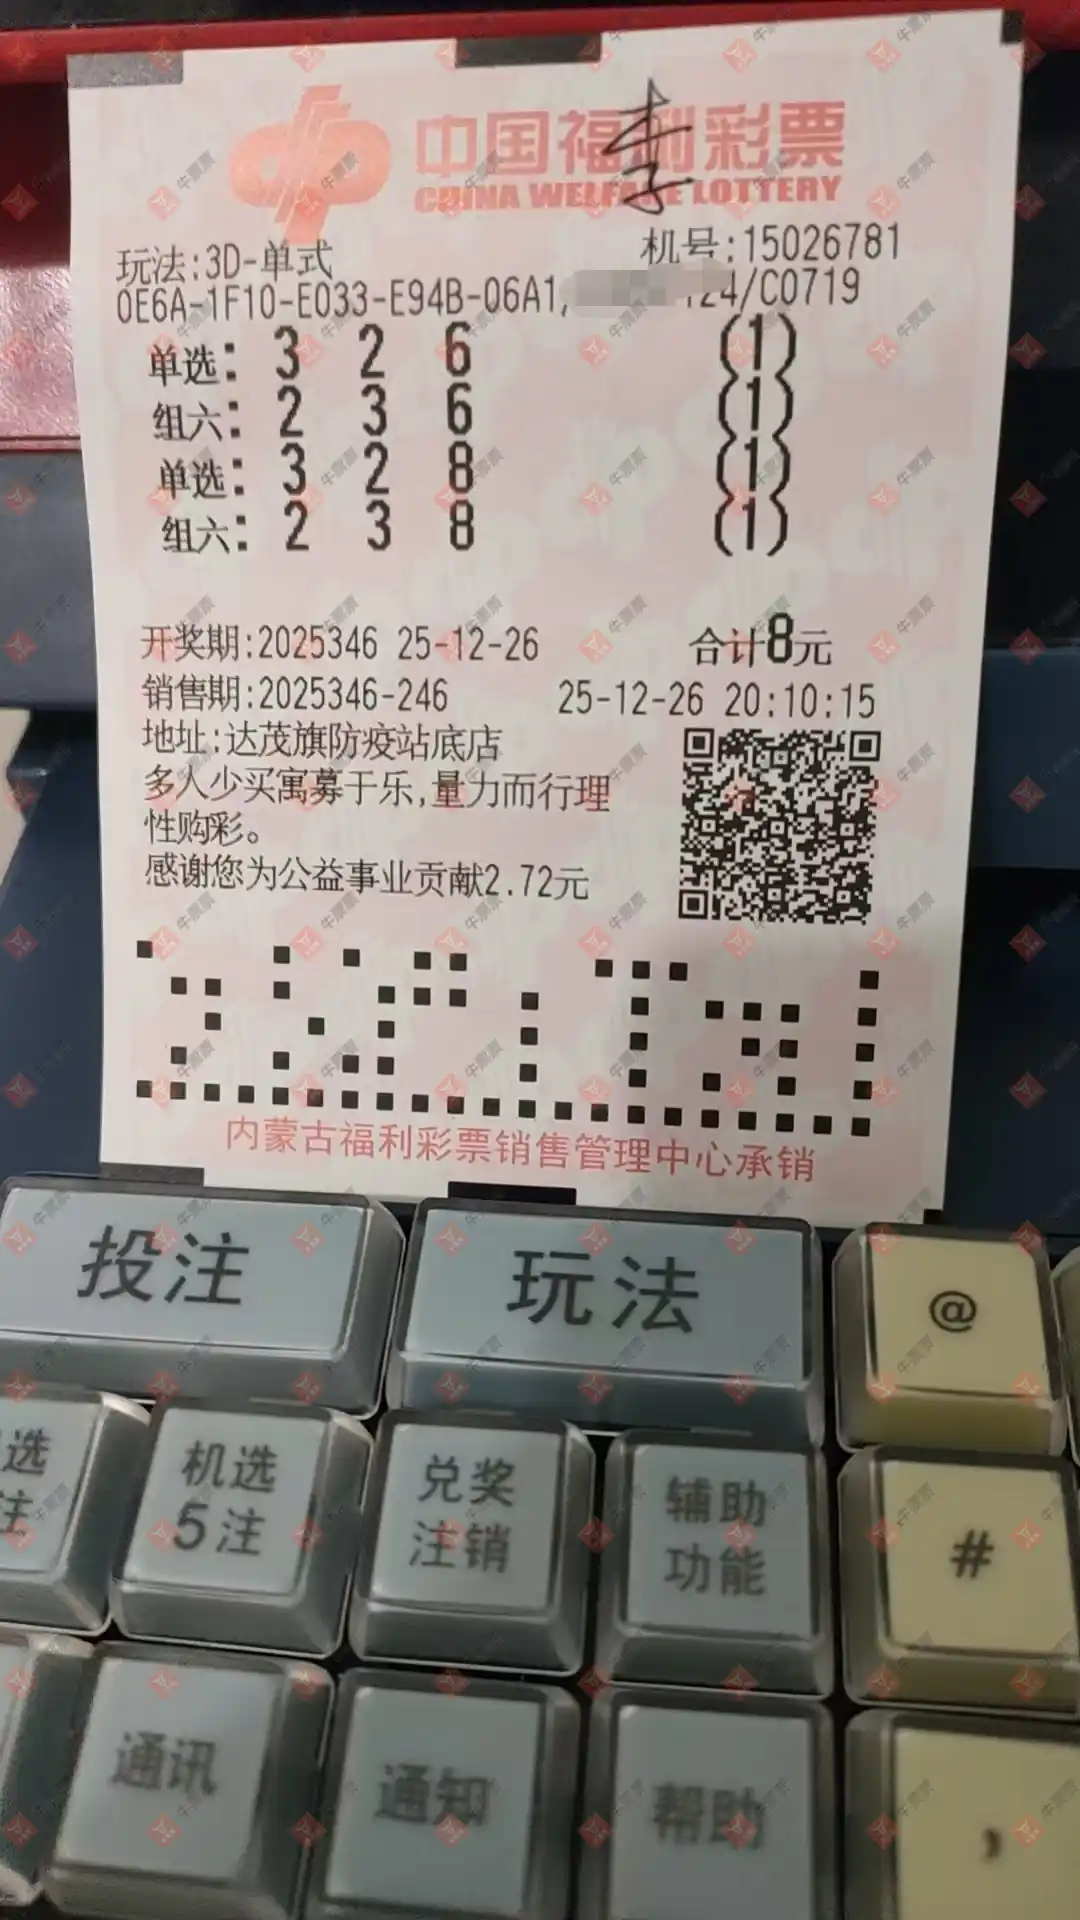 中国福利彩票
李
CHINA WELFARE LOTTERY
玩法:3D-单式 机号:15026781
0E6A-1F10-E033-E94B-06A1, 124/C0719
单选: 3 2 6 (1)
组六: 2 3 6 (1)
单选: 3 2 8 (1)
组六: 2 3 8 (1)
开奖期:2025346 25-12-26 合计8元
销售期:2025346-246 25-12-26 20:10:15
地址:达茂旗防疫站底店
多人少买寓募于乐,量力而行理
性购彩。
感谢您为公益事业贡献2.72元
内蒙古福利彩票销售管理中心承销
投注 玩法 @
选 机选 兑奖 辅助 #
注 5注 注销 功能
通讯 通知 帮助 ,
牛票票